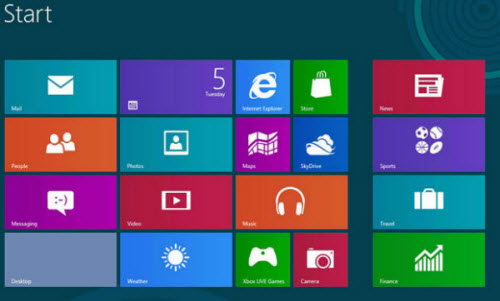 Start
Mail
5
Tuesday
Internet Explorer
Store
News
People
Photos
Maps
SkyDrive
Sports
Messaging
Video
Music
Travel
Desktop
Weather
Xbox LIVE Games
Camera
Finance